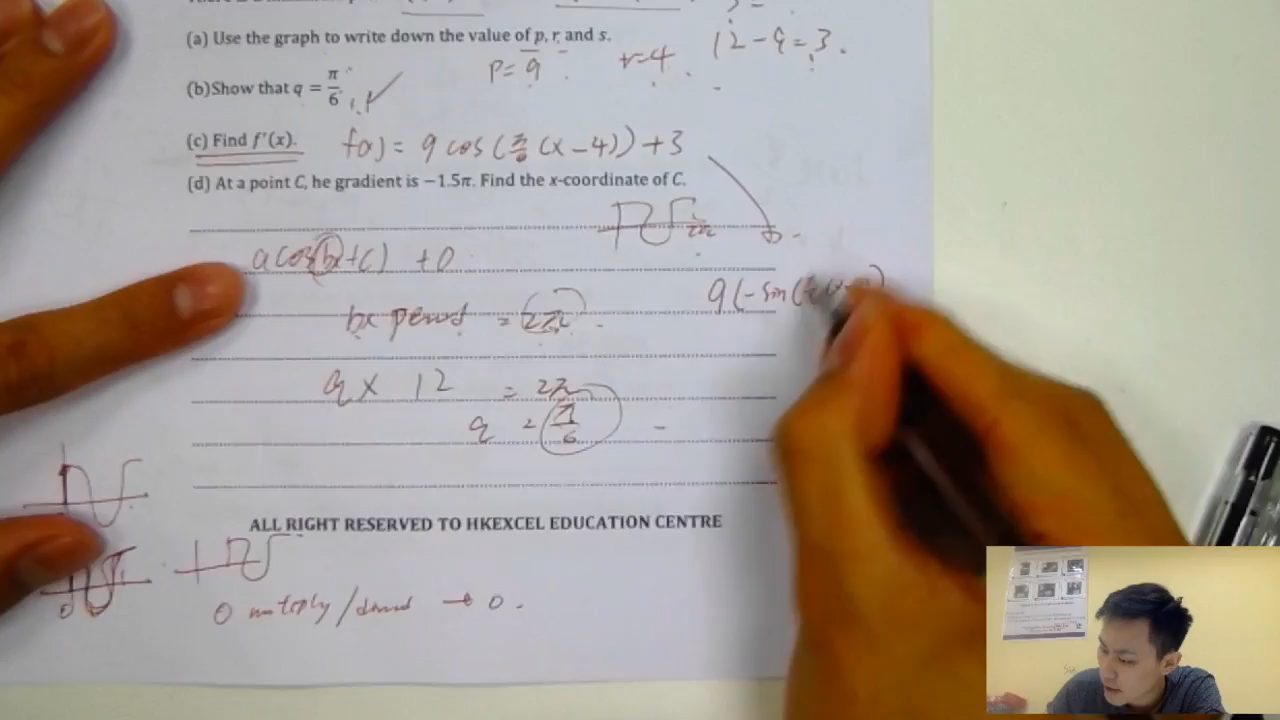 (a) Use the graph to write down the value of p, r, and s.
12 - 9 = 3.
p = 9 r=4
(b)Show that q = π/6
(c) Find f'(x).
f(x) = 9 cos (π/6 (x - 4)) + 3
(d) At a point C, he gradient is −1.5π. Find the x-coordinate of C.
a cos(bx+c) + D
9(-sin(
bx period = 2π
q x 12 = 2π
q = π/6
ALL RIGHT RESERVED TO HKEXCEL EDUCATION CENTRE
0 → 0.